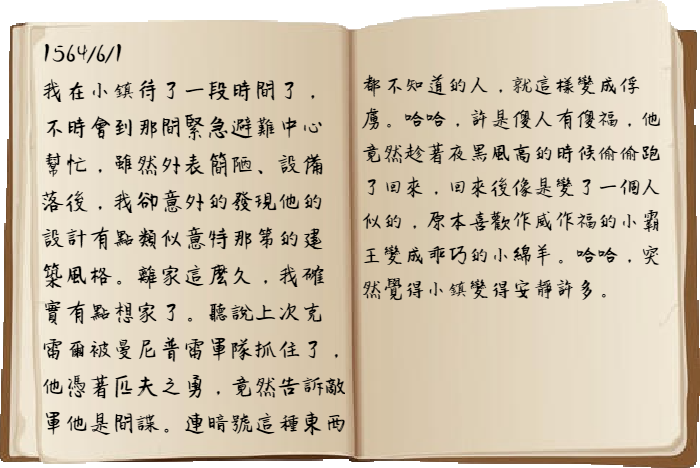 1564/6/1
我在小鎮待了一段時間了，
不時會到那間緊急避難中心
幫忙，雖然外表簡陋、設備
落後，我卻意外的發現他的
設計有點類似意特那第的建
築風格。離家這麼久，我確
實有點想家了。聽說上次克
雷爾被曼尼普雷軍隊抓住了，
他憑著匹夫之勇，竟然告訴敵
軍他是間諜。連暗號這種東西
都不知道的人，就這樣變成俘
虜。哈哈，許是傻人有傻福，他
竟然趁著夜黑風高的時候偷偷跑
了回來，回來後像是變了一個人
似的，原本喜歡作威作福的小霸
王變成乖巧的小綿羊。哈哈，突
然覺得小鎮變得安靜許多。